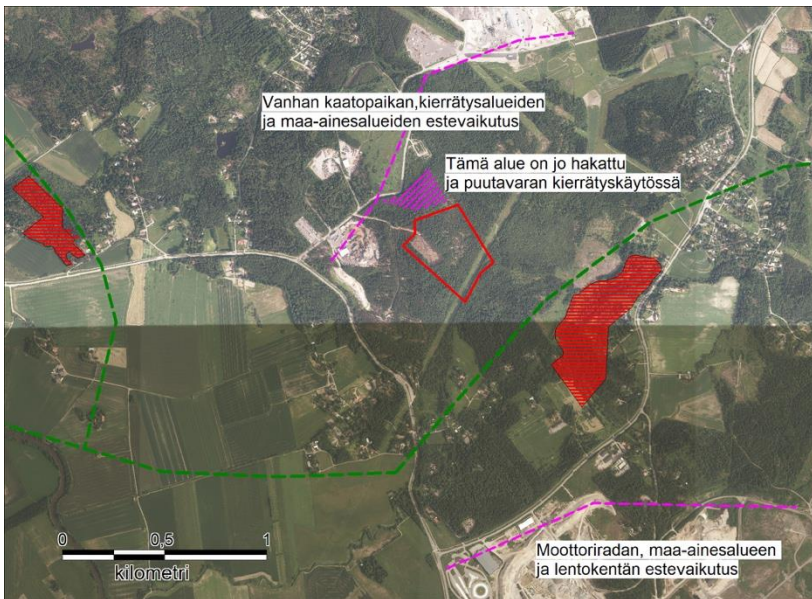 Vanhan kaatopaikan,kierrätysalueiden
ja maa-ainesalueiden estevaikutus
Tämä alue on jo hakattu
ja puutavaran kierrätyskäytössä
0
0,5
1
kilometri
Moottoriradan, maa-ainesalueen
ja lentokentän estevaikutus